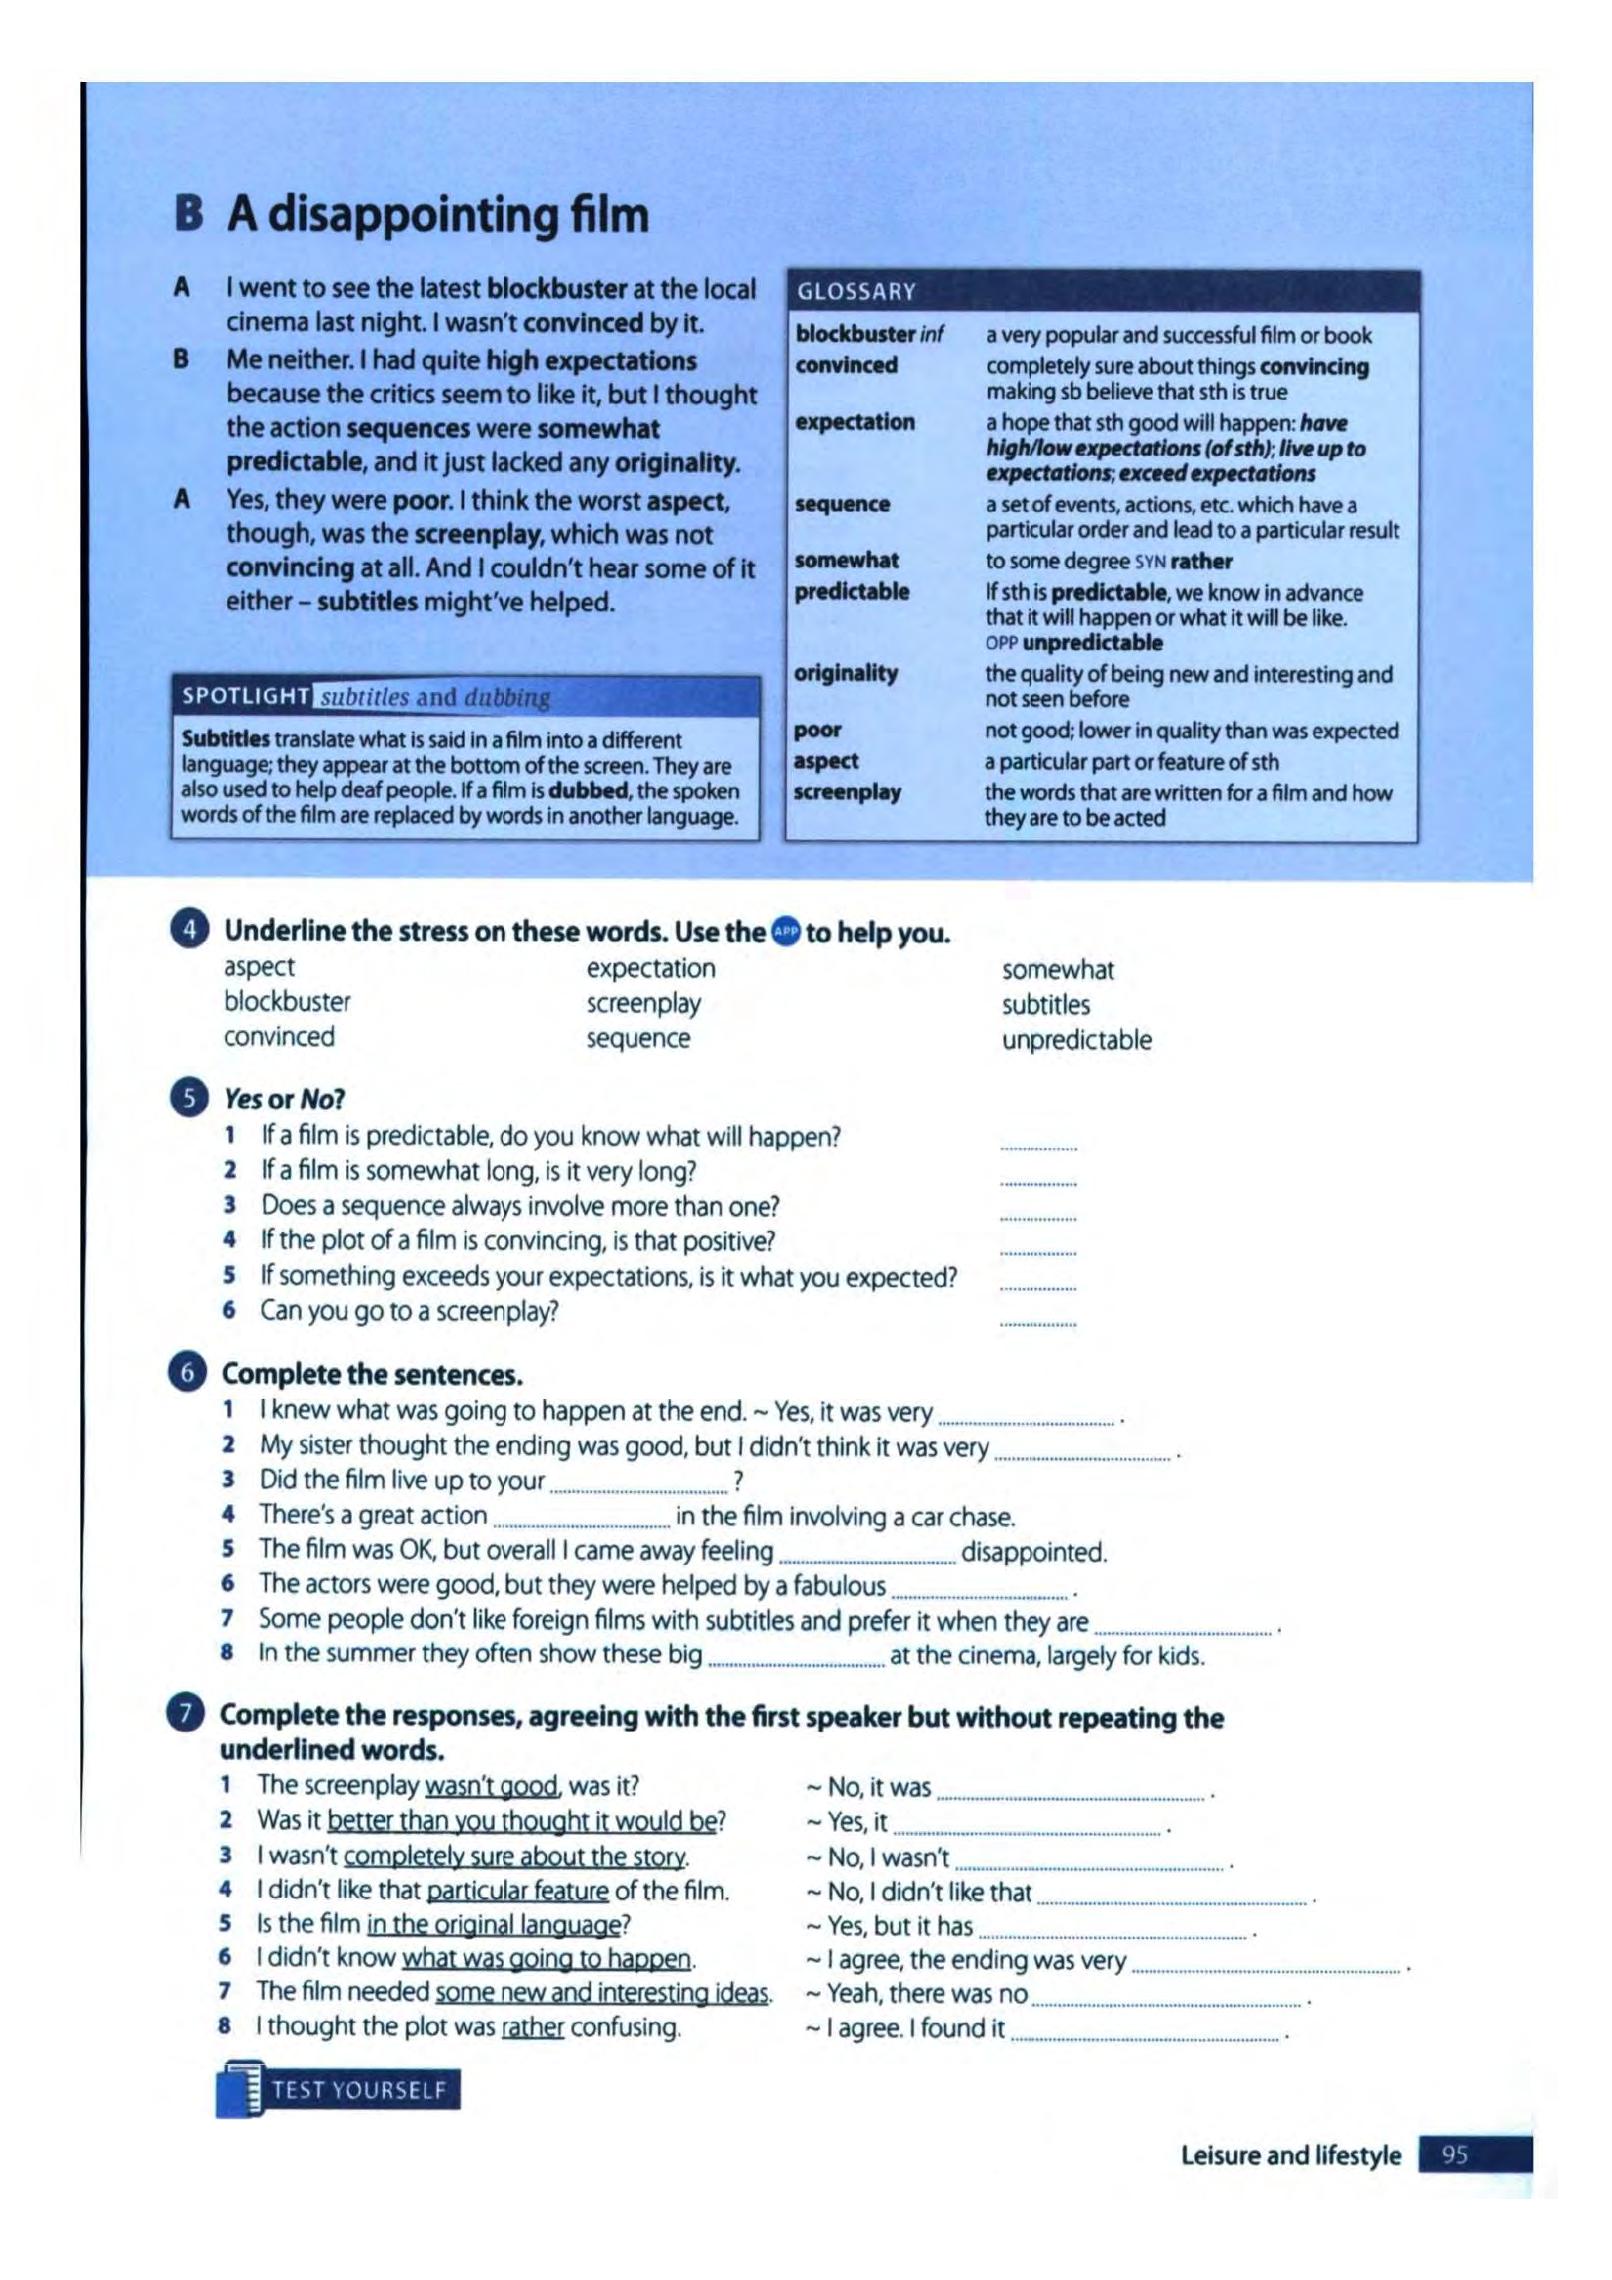 B A disappointing film
A I went to see the latest blockbuster at the local
cinema last night. I wasn't convinced by it.
B Me neither. I had quite high expectations
because the critics seem to like it, but I thought
the action sequences were somewhat
predictable, and it just lacked any originality.
A Yes, they were poor. I think the worst aspect,
though, was the screenplay, which was not
convincing at all. And I couldn't hear some of it
either – subtitles might've helped.
SPOTLIGHT subtitles and dubbing
Subtitles translate what is said in a film into a different
language; they appear at the bottom of the screen. They are
also used to help deaf people. If a film is dubbed, the spoken
words of the film are replaced by words in another language.
GLOSSARY
blockbuster inf a very popular and successful film or book
convinced completely sure about things convincing
making sb believe that sth is true
expectation a hope that sth good will happen: have
high/low expectations (of sth); live up to
expectations; exceed expectations
sequence a set of events, actions, etc. which have a
particular order and lead to a particular result
somewhat to some degree SYN rather
predictable If sth is predictable, we know in advance
that it will happen or what it will be like.
OPP unpredictable
originality the quality of being new and interesting and
not seen before
poor not good; lower in quality than was expected
aspect a particular part or feature of sth
screenplay the words that are written for a film and how
they are to be acted
4 Underline the stress on these words. Use the APP to help you.
aspect expectation somewhat
blockbuster screenplay subtitles
convinced sequence unpredictable
5 Yes or No?
1 If a film is predictable, do you know what will happen? ..............
2 If a film is somewhat long, is it very long? ..............
3 Does a sequence always involve more than one? ..............
4 If the plot of a film is convincing, is that positive? ..............
5 If something exceeds your expectations, is it what you expected? ..............
6 Can you go to a screenplay? ..............
6 Complete the sentences.
1 I knew what was going to happen at the end. ~ Yes, it was very .............................. .
2 My sister thought the ending was good, but I didn't think it was very .............................. .
3 Did the film live up to your .............................. ?
4 There's a great action .............................. in the film involving a car chase.
5 The film was OK, but overall I came away feeling .............................. disappointed.
6 The actors were good, but they were helped by a fabulous .............................. .
7 Some people don't like foreign films with subtitles and prefer it when they are .............................. .
8 In the summer they often show these big .............................. at the cinema, largely for kids.
7 Complete the responses, agreeing with the first speaker but without repeating the
underlined words.
1 The screenplay wasn't good, was it? ~ No, it was .............................. .
2 Was it better than you thought it would be? ~ Yes, it .............................. .
3 I wasn't completely sure about the story. ~ No, I wasn't .............................. .
4 I didn't like that particular feature of the film. ~ No, I didn't like that .............................. .
5 Is the film in the original language? ~ Yes, but it has .............................. .
6 I didn't know what was going to happen. ~ I agree, the ending was very .............................. .
7 The film needed some new and interesting ideas. ~ Yeah, there was no .............................. .
8 I thought the plot was rather confusing. ~ I agree. I found it .............................. .
TEST YOURSELF
Leisure and lifestyle 95